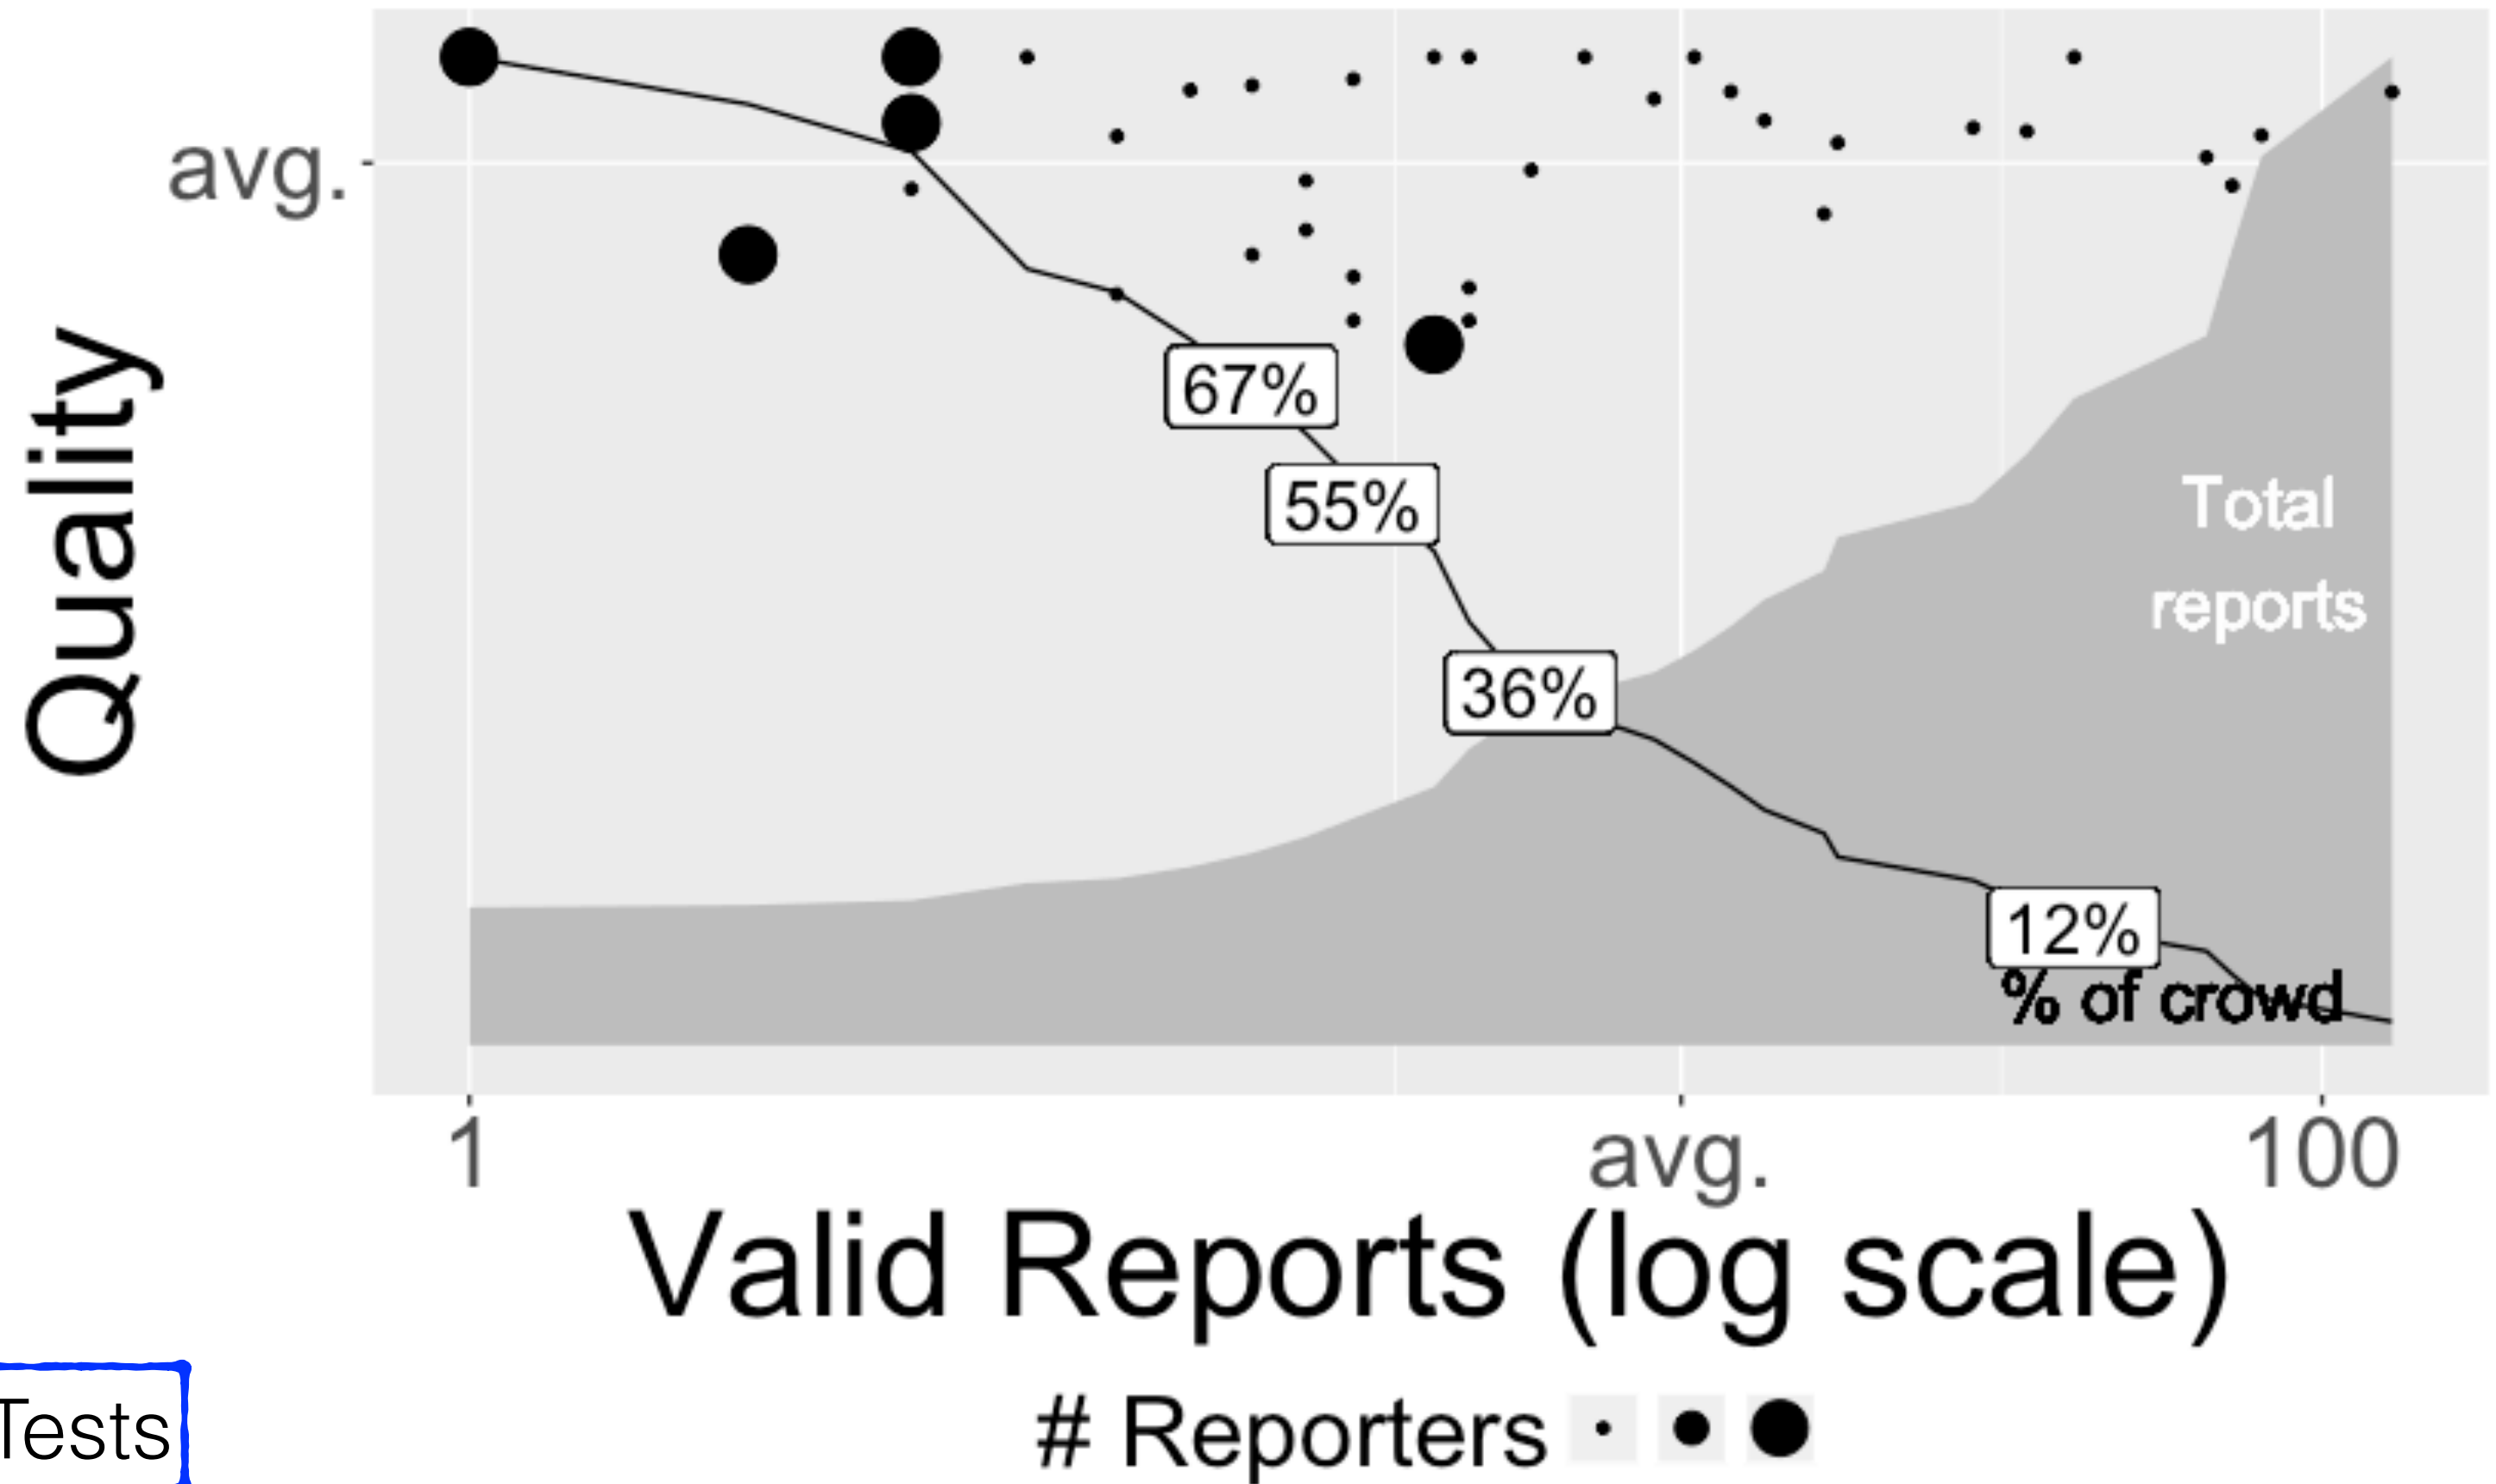 avg.
Quality
67%
55%
36%
Total
reports
12%
% of crowd
1
avg.
100
Valid Reports (log scale)
# Reporters
Tests